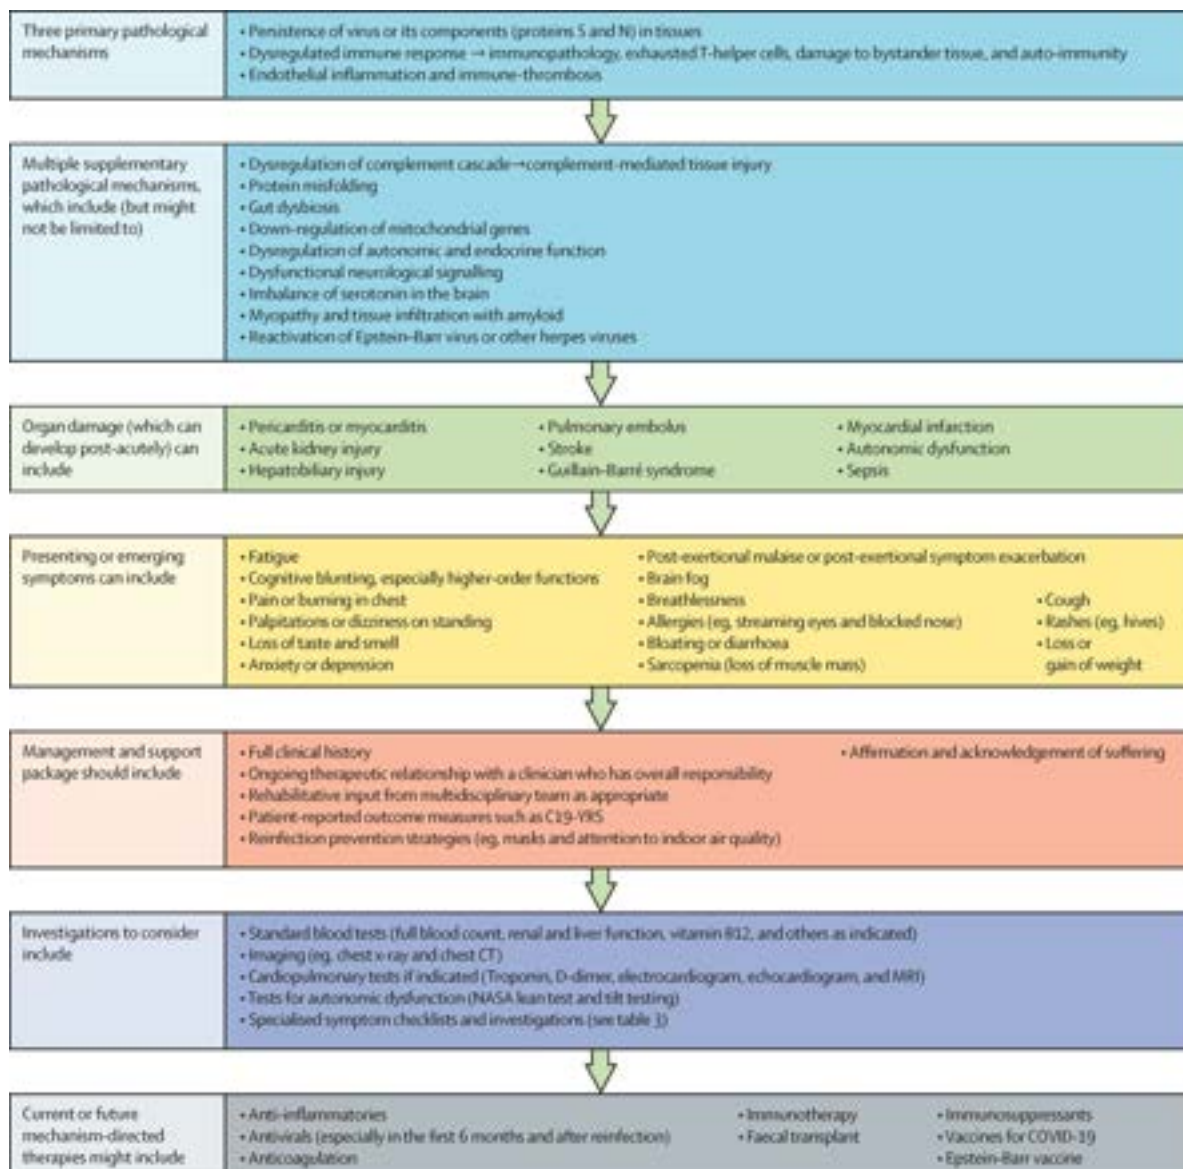 Three primary pathological
mechanisms
• Persistence of virus or its components (proteins S and N) in tissues
• Dysregulated immune response → immunopathology, exhausted T-helper cells, damage to bystander tissue, and auto-immunity
• Endothelial inflammation and immune-thrombosis
Multiple supplementary
pathological mechanisms,
which include (but might
not be limited to)
• Dysregulation of complement cascade→complement-mediated tissue injury
• Protein misfolding
• Gut dysbiosis
• Down-regulation of mitochondrial genes
• Dysregulation of autonomic and endocrine function
• Dysfunctional neurological signalling
• Imbalance of serotonin in the brain
• Myopathy and tissue infiltration with amyloid
• Reactivation of Epstein-Barr virus or other herpes viruses
Organ damage (which can
develop post-acutely) can
include
• Pericarditis or myocarditis
• Acute kidney injury
• Hepatobiliary injury
• Pulmonary embolus
• Stroke
• Guillain-Barré syndrome
• Myocardial infarction
• Autonomic dysfunction
• Sepsis
Presenting or emerging
symptoms can include
• Fatigue
• Cognitive blunting, especially higher-order functions
• Pain or burning in chest
• Palpitations or dizziness on standing
• Loss of taste and smell
• Anxiety or depression
• Post-exertional malaise or post-exertional symptom exacerbation
• Brain fog
• Breathlessness
• Allergies (eg, streaming eyes and blocked nose)
• Bloating or diarrhoea
• Sarcopenia (loss of muscle mass)
• Cough
• Rashes (eg, hives)
• Loss or
gain of weight
Management and support
package should include
• Full clinical history
• Ongoing therapeutic relationship with a clinician who has overall responsibility
• Rehabilitative input from multidisciplinary team as appropriate
• Patient-reported outcome measures such as C19-YRS
• Reinfection prevention strategies (eg, masks and attention to indoor air quality)
• Affirmation and acknowledgement of suffering
Investigations to consider
include
• Standard blood tests (full blood count, renal and liver function, vitamin B12, and others as indicated)
• Imaging (eg, chest x-ray and chest CT)
• Cardiopulmonary tests if indicated (Troponin, D-dimer, electrocardiogram, echocardiogram, and MRI)
• Tests for autonomic dysfunction (NASA lean test and tilt testing)
• Specialised symptom checklists and investigations (see table 3)
Current or future
mechanism-directed
therapies might include
• Anti-inflammatories
• Antivirals (especially in the first 6 months and after reinfection)
• Anticoagulation
• Immunotherapy
• Faecal transplant
• Immunosuppressants
• Vaccines for COVID-19
• Epstein-Barr vaccine